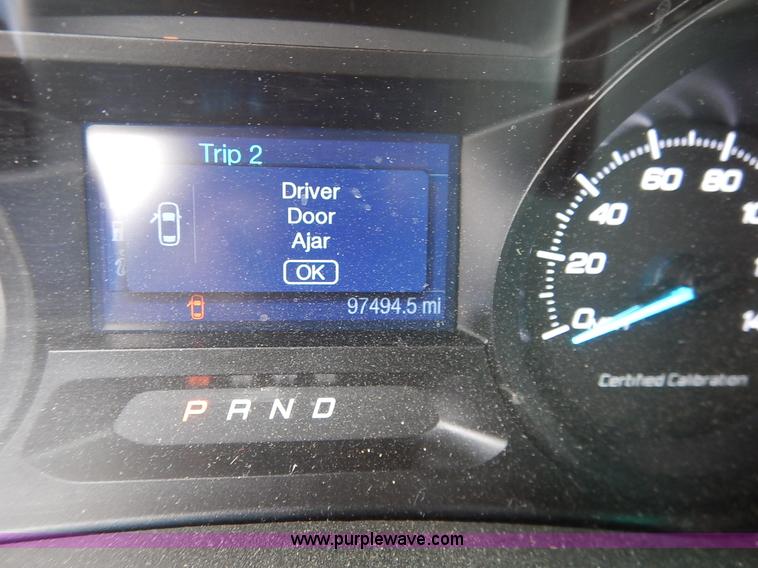 Trip 2
Driver
Door
Ajar
OK
97494.5 mi
P R N D
80
60
40
20
0
Certified Calibration
www.purplewave.com